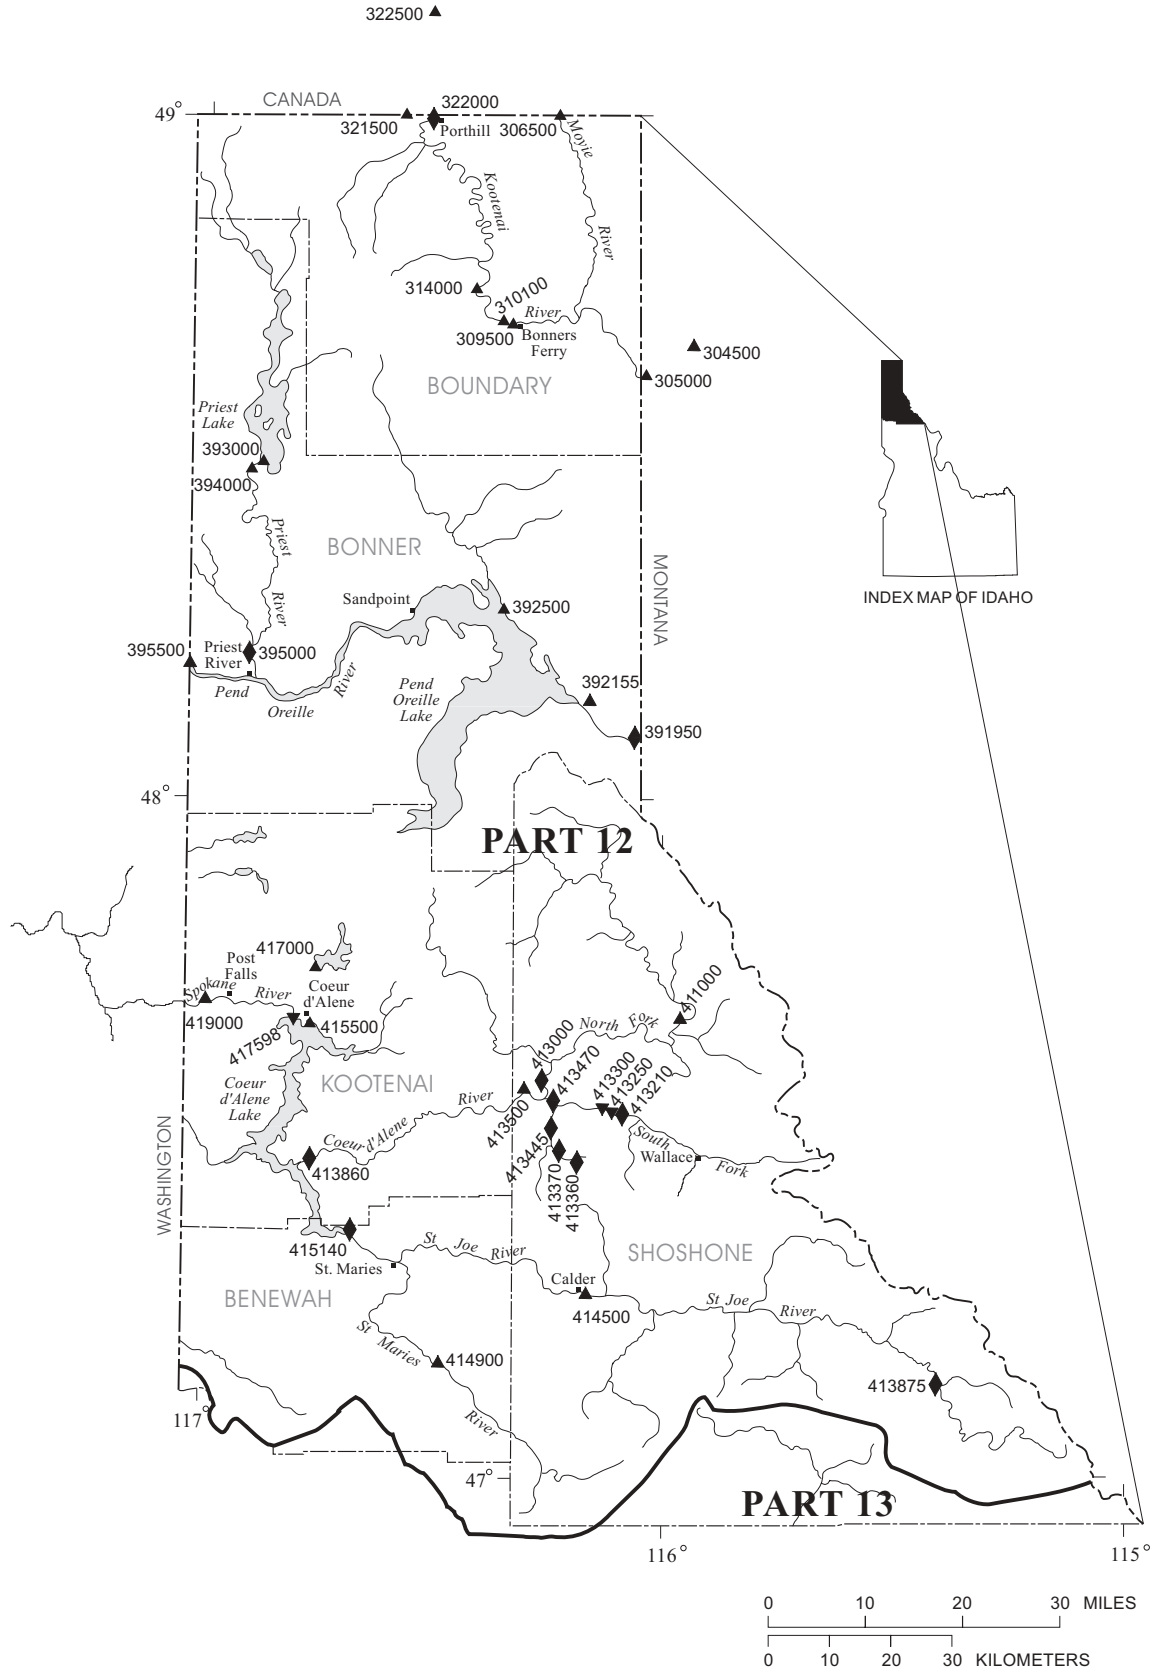 322500
CANADA
322000
49°
321500
Porthill
306500
Moyie
River
Kootenai
314000
310100
River
309500
Bonners
Ferry
304500
305000
BOUNDARY
Priest
Lake
393000
394000
Priest
River
BONNER
MONTANA
INDEX MAP OF IDAHO
Sandpoint
392500
395500
Priest
River
395000
Pend
Oreille
River
Pend
Oreille
Lake
392155
391950
48°
PART 12
417000
Post
Falls
Spokane
River
Coeur
d'Alene
419000
417598
415500
411000
North Fork
413000
413470
413300
413250
413210
Coeur
d'Alene
Lake
KOOTENAI
River
413500
Coeur d'Alene
413445
413370
413360
South
Wallace
Fork
WASHINGTON
413860
415140
St. Maries
St Joe River
SHOSHONE
BENEWAH
Calder
414500
St Joe River
St Maries
414900
River
413875
117°
47°
PART 13
116°
115°
0 10 20 30 MILES
0 10 20 30 KILOMETERS